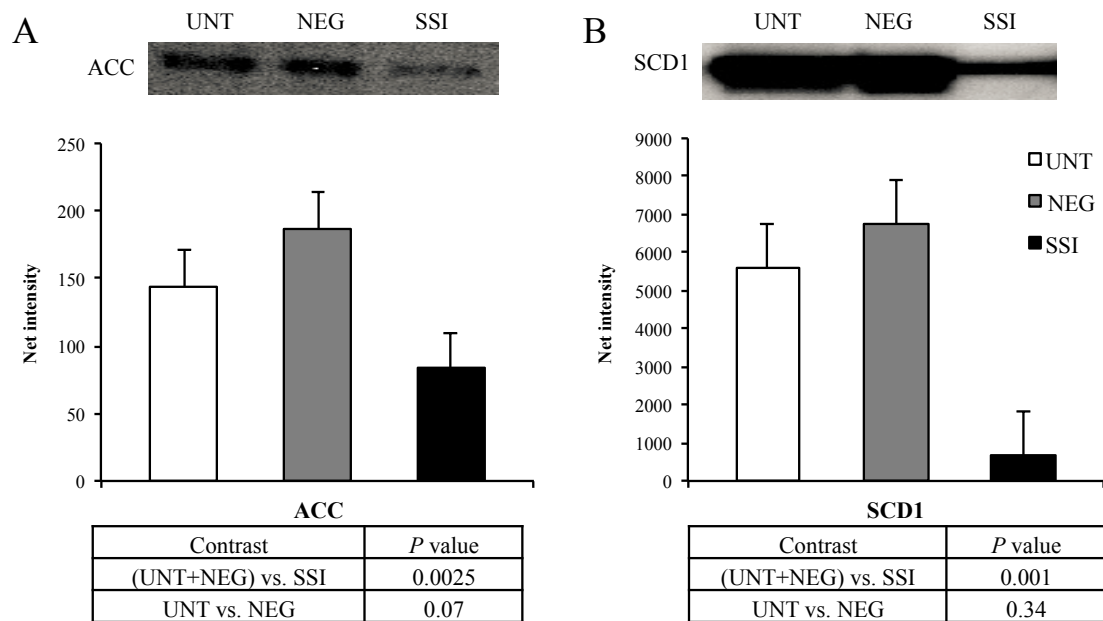 A
UNT NEG SSI
ACC
250
200
150
100
50
0
Net intensity
ACC
Contrast P value
(UNT+NEG) vs. SSI 0.0025
UNT vs. NEG 0.07
B
UNT NEG SSI
SCD1
9000
8000
7000
6000
5000
4000
3000
2000
1000
0
Net intensity
UNT
NEG
SSI
SCD1
Contrast P value
(UNT+NEG) vs. SSI 0.001
UNT vs. NEG 0.34